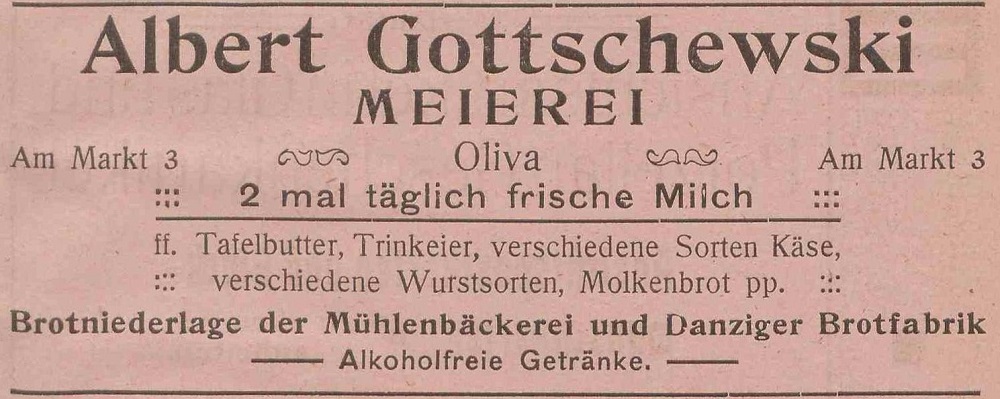 Albert Gottschewski
MEIEREI
Am Markt 3 Oliva Am Markt 3
2 mal täglich frische Milch
ff. Tafelbutter, Trinkeier, verschiedene Sorten Käse,
verschiedene Wurstsorten, Molkenbrot pp.
Brotniederlage der Mühlenbäckerei und Danziger Brotfabrik
Alkoholfreie Getränke.